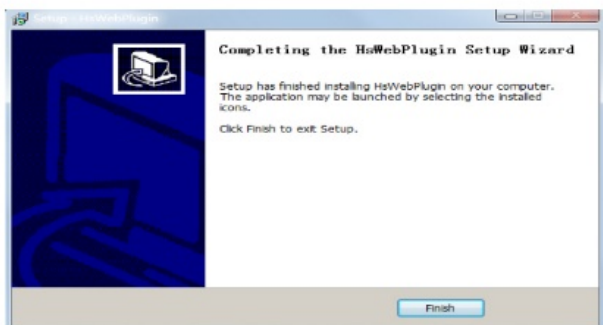 Setup - HsWebPlugin
Completing the HsWebPlugin Setup Wizard
Setup has finished installing HsWebPlugin on your computer.
The application may be launched by selecting the installed
icons.
Click Finish to exit Setup.
Finish